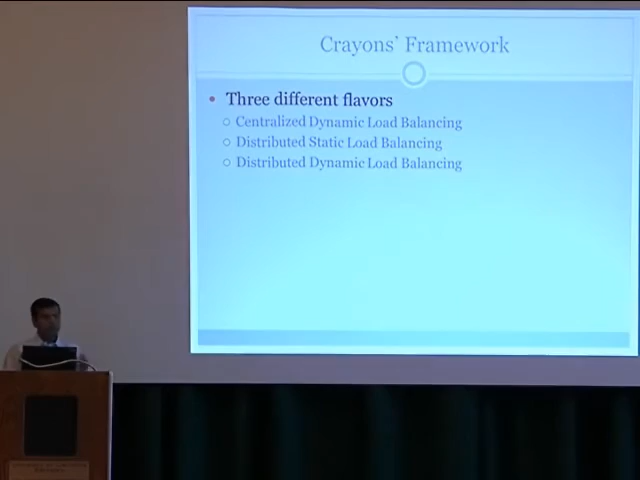 Crayons' Framework
Three different flavors
Centralized Dynamic Load Balancing
Distributed Static Load Balancing
Distributed Dynamic Load Balancing